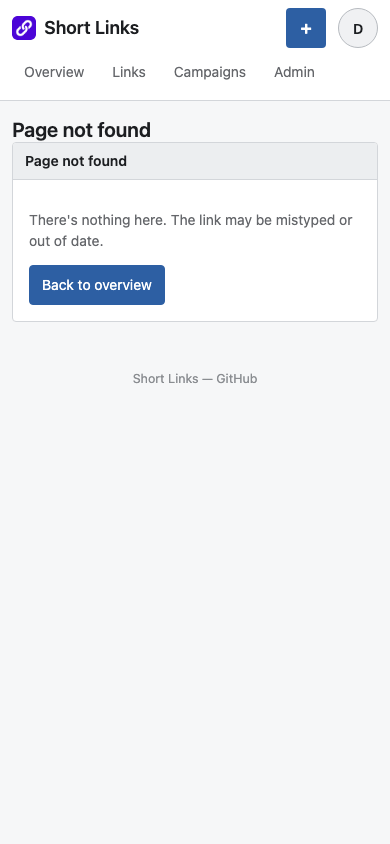 Short Links
+
D
Overview Links Campaigns Admin
Page not found
Page not found
There's nothing here. The link may be mistyped or
out of date.
Back to overview
Short Links — GitHub